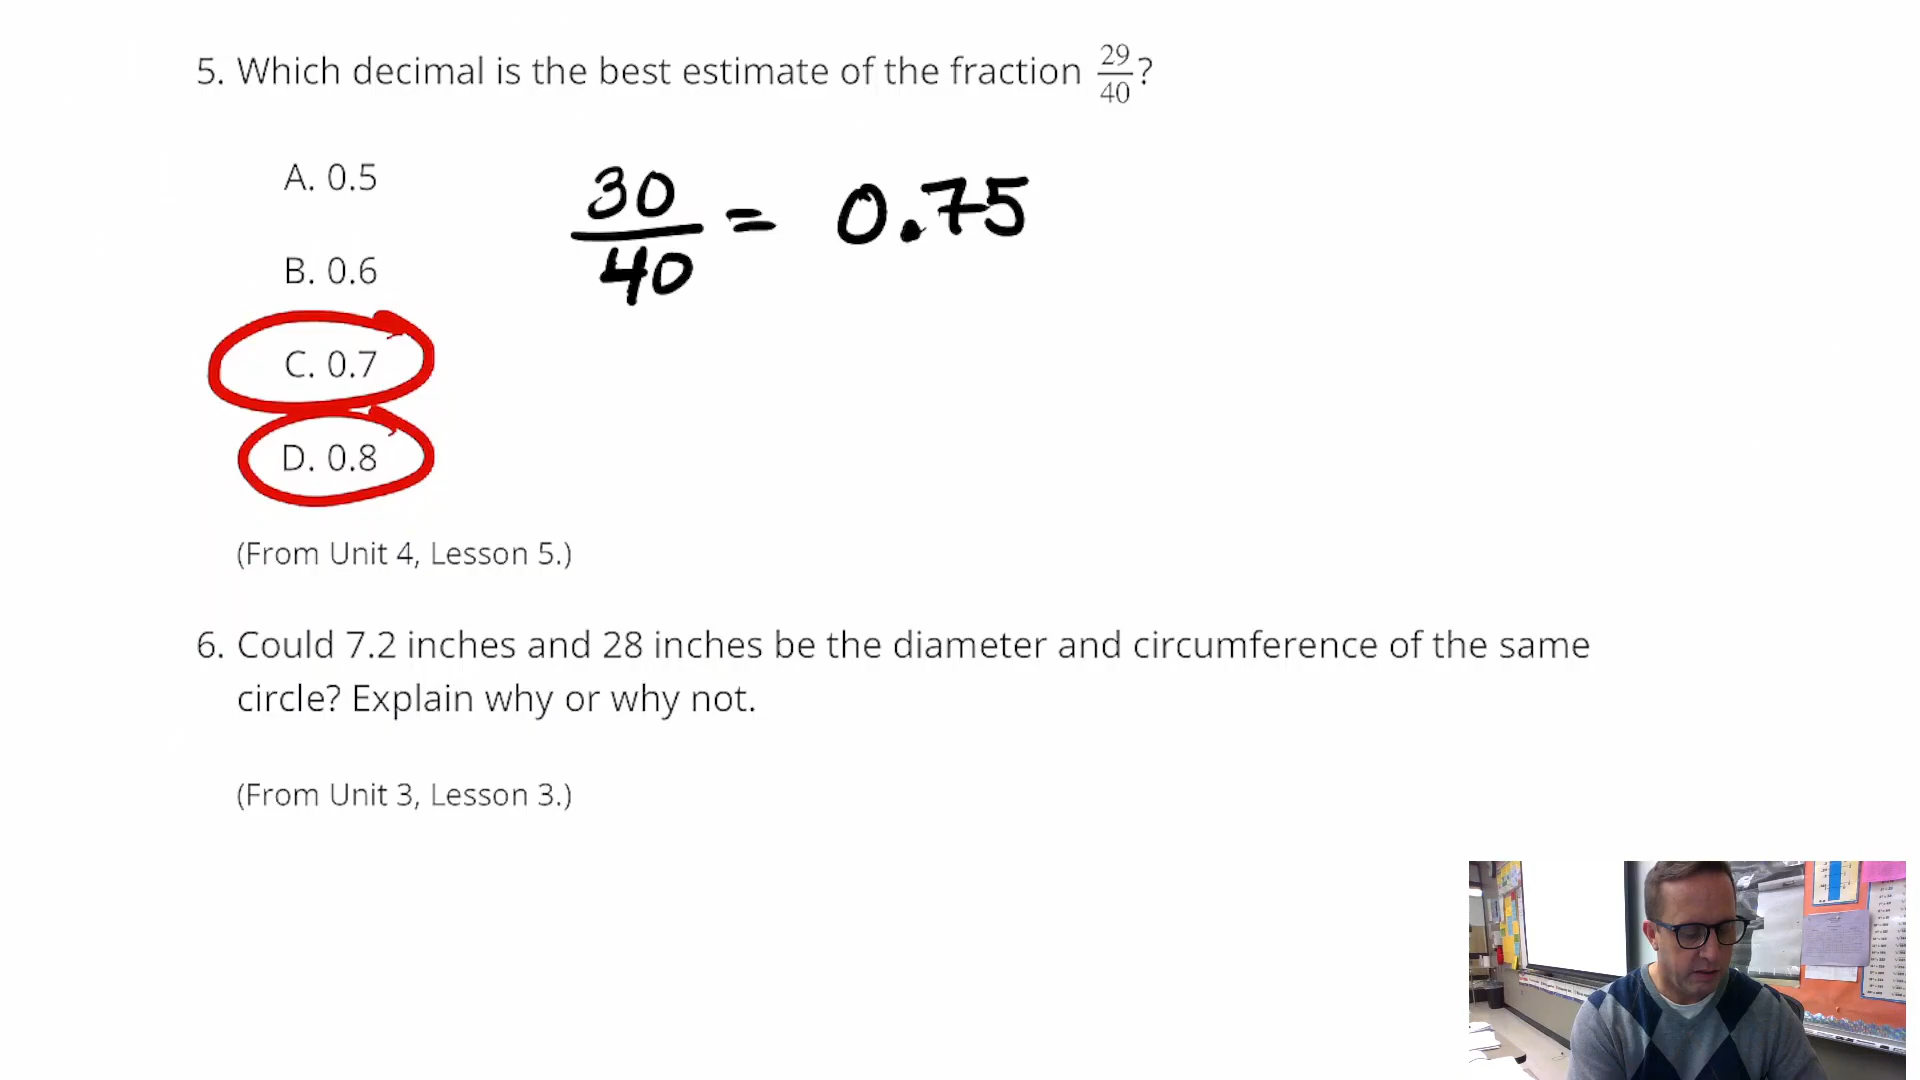 5. Which decimal is the best estimate of the fraction 29/40?
A. 0.5
30/40 = 0.75
B. 0.6
C. 0.7
D. 0.8
(From Unit 4, Lesson 5.)
6. Could 7.2 inches and 28 inches be the diameter and circumference of the same
circle? Explain why or why not.
(From Unit 3, Lesson 3.)